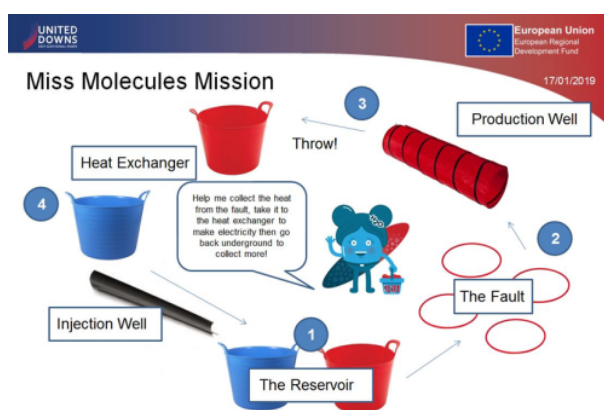 UNITED
DOWNS
European Union
European Regional
Development Fund
Miss Molecules Mission
17/01/2019
3
Production Well
Throw!
Heat Exchanger
4
Help me collect the heat
from the fault, take it to
the heat exchanger to
make electricity then go
back underground to
collect more!
2
The Fault
Injection Well
1
The Reservoir